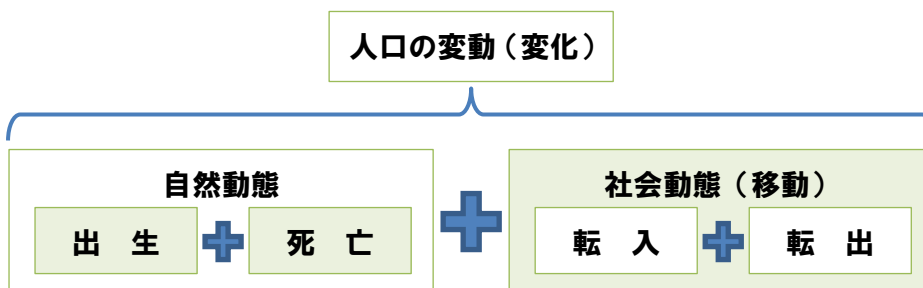 人口の変動（変化）
自然動態
出 生
死 亡
社会動態（移動）
転 入
転 出